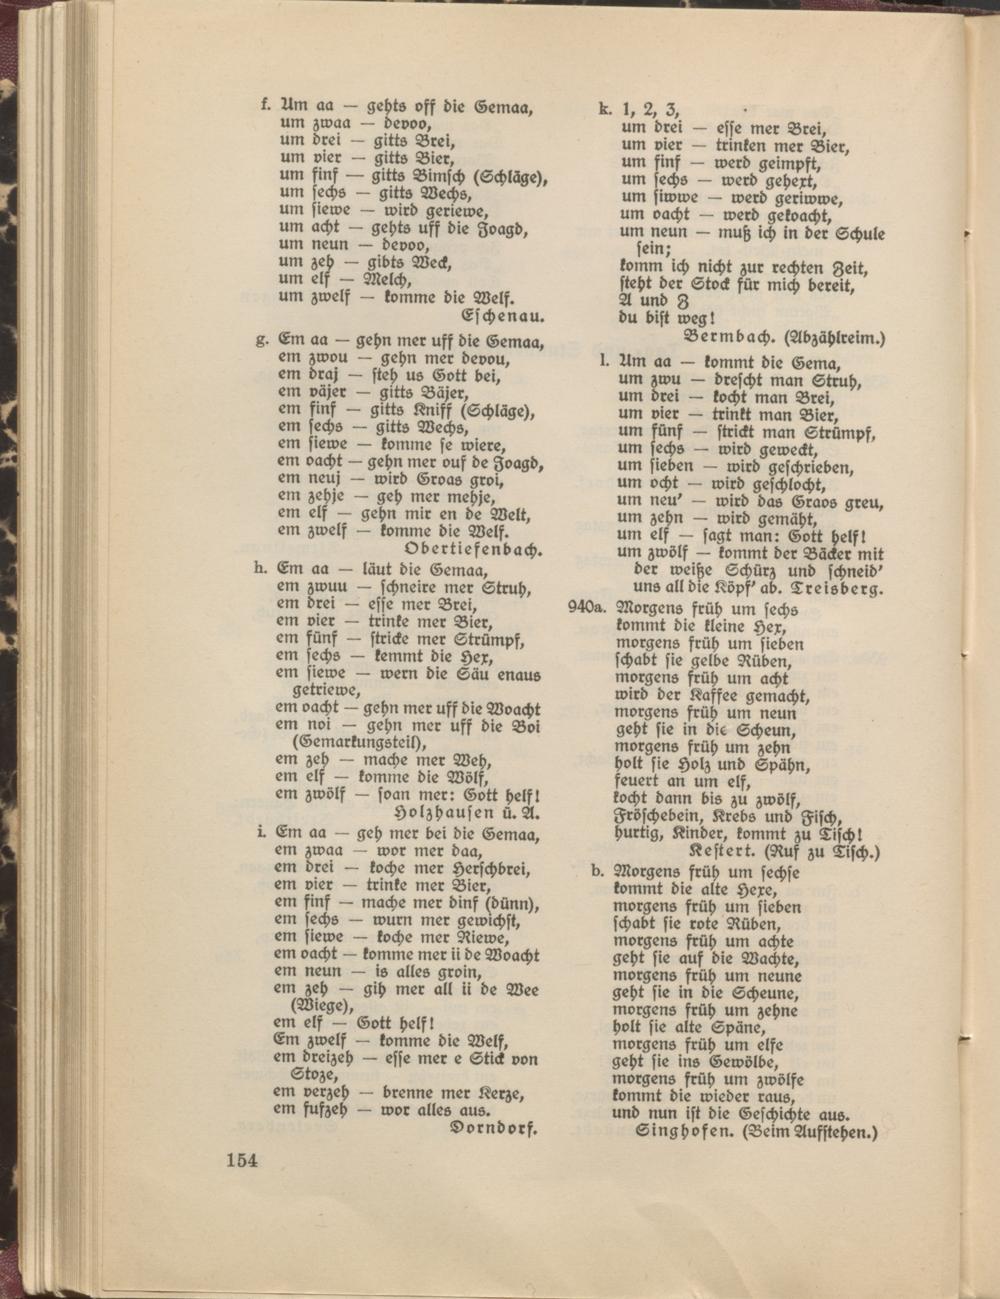 f. Um aa — gehts off die Gemaa,
um zwaa — devoo,
um drei — gitts Brei,
um vier — gitts Bier,
um finf — gitts Bimsch (Schläge),
um sechs — gitts Wechs,
um siewe — wird geriewe,
um acht — gehts uff die Joagd,
um neun — devoo,
um zeh — gibts Weck,
um elf — Melch,
um zwelf — komme die Welf.
Eschenau.
g. Em aa — gehn mer uff die Gemaa,
em zwou — gehn mer devou,
em draj — steh us Gott bei,
em väjer — gitts Bäjer,
em finf — gitts Kniff (Schläge),
em sechs — gitts Wechs,
em siewe — komme se wiere,
em oacht — gehn mer ouf de Joagd,
em neuj — wird Groas groi,
em zehje — geh mer mehje,
em elf — gehn mir en de Welt,
em zwelf — komme die Welf.
Obertiefenbach.
h. Em aa — läut die Gemaa,
em zwuu — schneire mer Struh,
em drei — esse mer Brei,
em vier — trinke mer Bier,
em fünf — stricke mer Strümpf,
em sechs — kemmt die Hex,
em siewe — wern die Säu enaus
getriewe,
em oacht — gehn mer uff die Woacht
em noi — gehn mer uff die Boi
(Gemarkungsteil),
em zeh — mache mer Weh,
em elf — komme die Wölf,
em zwölf — soan mer: Gott helf!
Holzhausen ü. A.
i. Em aa — geh mer bei die Gemaa,
em zwaa — wor mer daa,
em drei — koche mer Herschbrei,
em vier — trinke mer Bier,
em finf — mache mer dinf (dünn),
em sechs — wurn mer gewichst,
em siewe — koche mer Riewe,
em oacht — komme mer ii de Woacht
em neun — is alles groin,
em zeh — gih mer all ii de Wee
(Wiege),
em elf — Gott helf!
Em zwelf — komme die Welf,
em dreizeh — esse mer e Stick von
Stoze,
em verzeh — brenne mer Kerze,
em fufzeh — wor alles aus.
Dorndorf.
154
k. 1, 2, 3,
um drei — esse mer Brei,
um vier — trinken mer Bier,
um finf — werd geimpft,
um sechs — werd gehext,
um siwwe — werd geriwwe,
um oacht — werd gekoacht,
um neun — muß ich in der Schule
sein;
komm ich nicht zur rechten Zeit,
steht der Stock für mich bereit,
A und Z
du bist weg!
Bermbach. (Abzählreim.)
l. Um aa — kommt die Gema,
um zwu — drescht man Struh,
um drei — kocht man Brei,
um vier — trinkt man Bier,
um fünf — strickt man Strümpf,
um sechs — wird geweckt,
um sieben — wird geschrieben,
um ocht — wird geschlocht,
um neu' — wird das Graos greu,
um zehn — wird gemäht,
um elf — sagt man: Gott helf!
um zwölf — kommt der Bäcker mit
der weiße Schürz und schneid'
uns all die Köpf' ab. Treisberg.
940a. Morgens früh um sechs
kommt die kleine Hex,
morgens früh um sieben
schabt sie gelbe Rüben,
morgens früh um acht
wird der Kaffee gemacht,
morgens früh um neun
geht sie in die Scheun,
morgens früh um zehn
holt sie Holz und Spähn,
feuert an um elf,
kocht dann bis zu zwölf,
Fröschebein, Krebs und Fisch,
hurtig, Kinder, kommt zu Tisch!
Kestert. (Ruf zu Tisch.)
b. Morgens früh um sechse
kommt die alte Hexe,
morgens früh um sieben
schabt sie rote Rüben,
morgens früh um achte
geht sie auf die Wachte,
morgens früh um neune
geht sie in die Scheune,
morgens früh um zehne
holt sie alte Späne,
morgens früh um elfe
geht sie ins Gewölbe,
morgens früh um zwölfe
kommt die wieder raus,
und nun ist die Geschichte aus.
Singhofen. (Beim Aufstehen.)